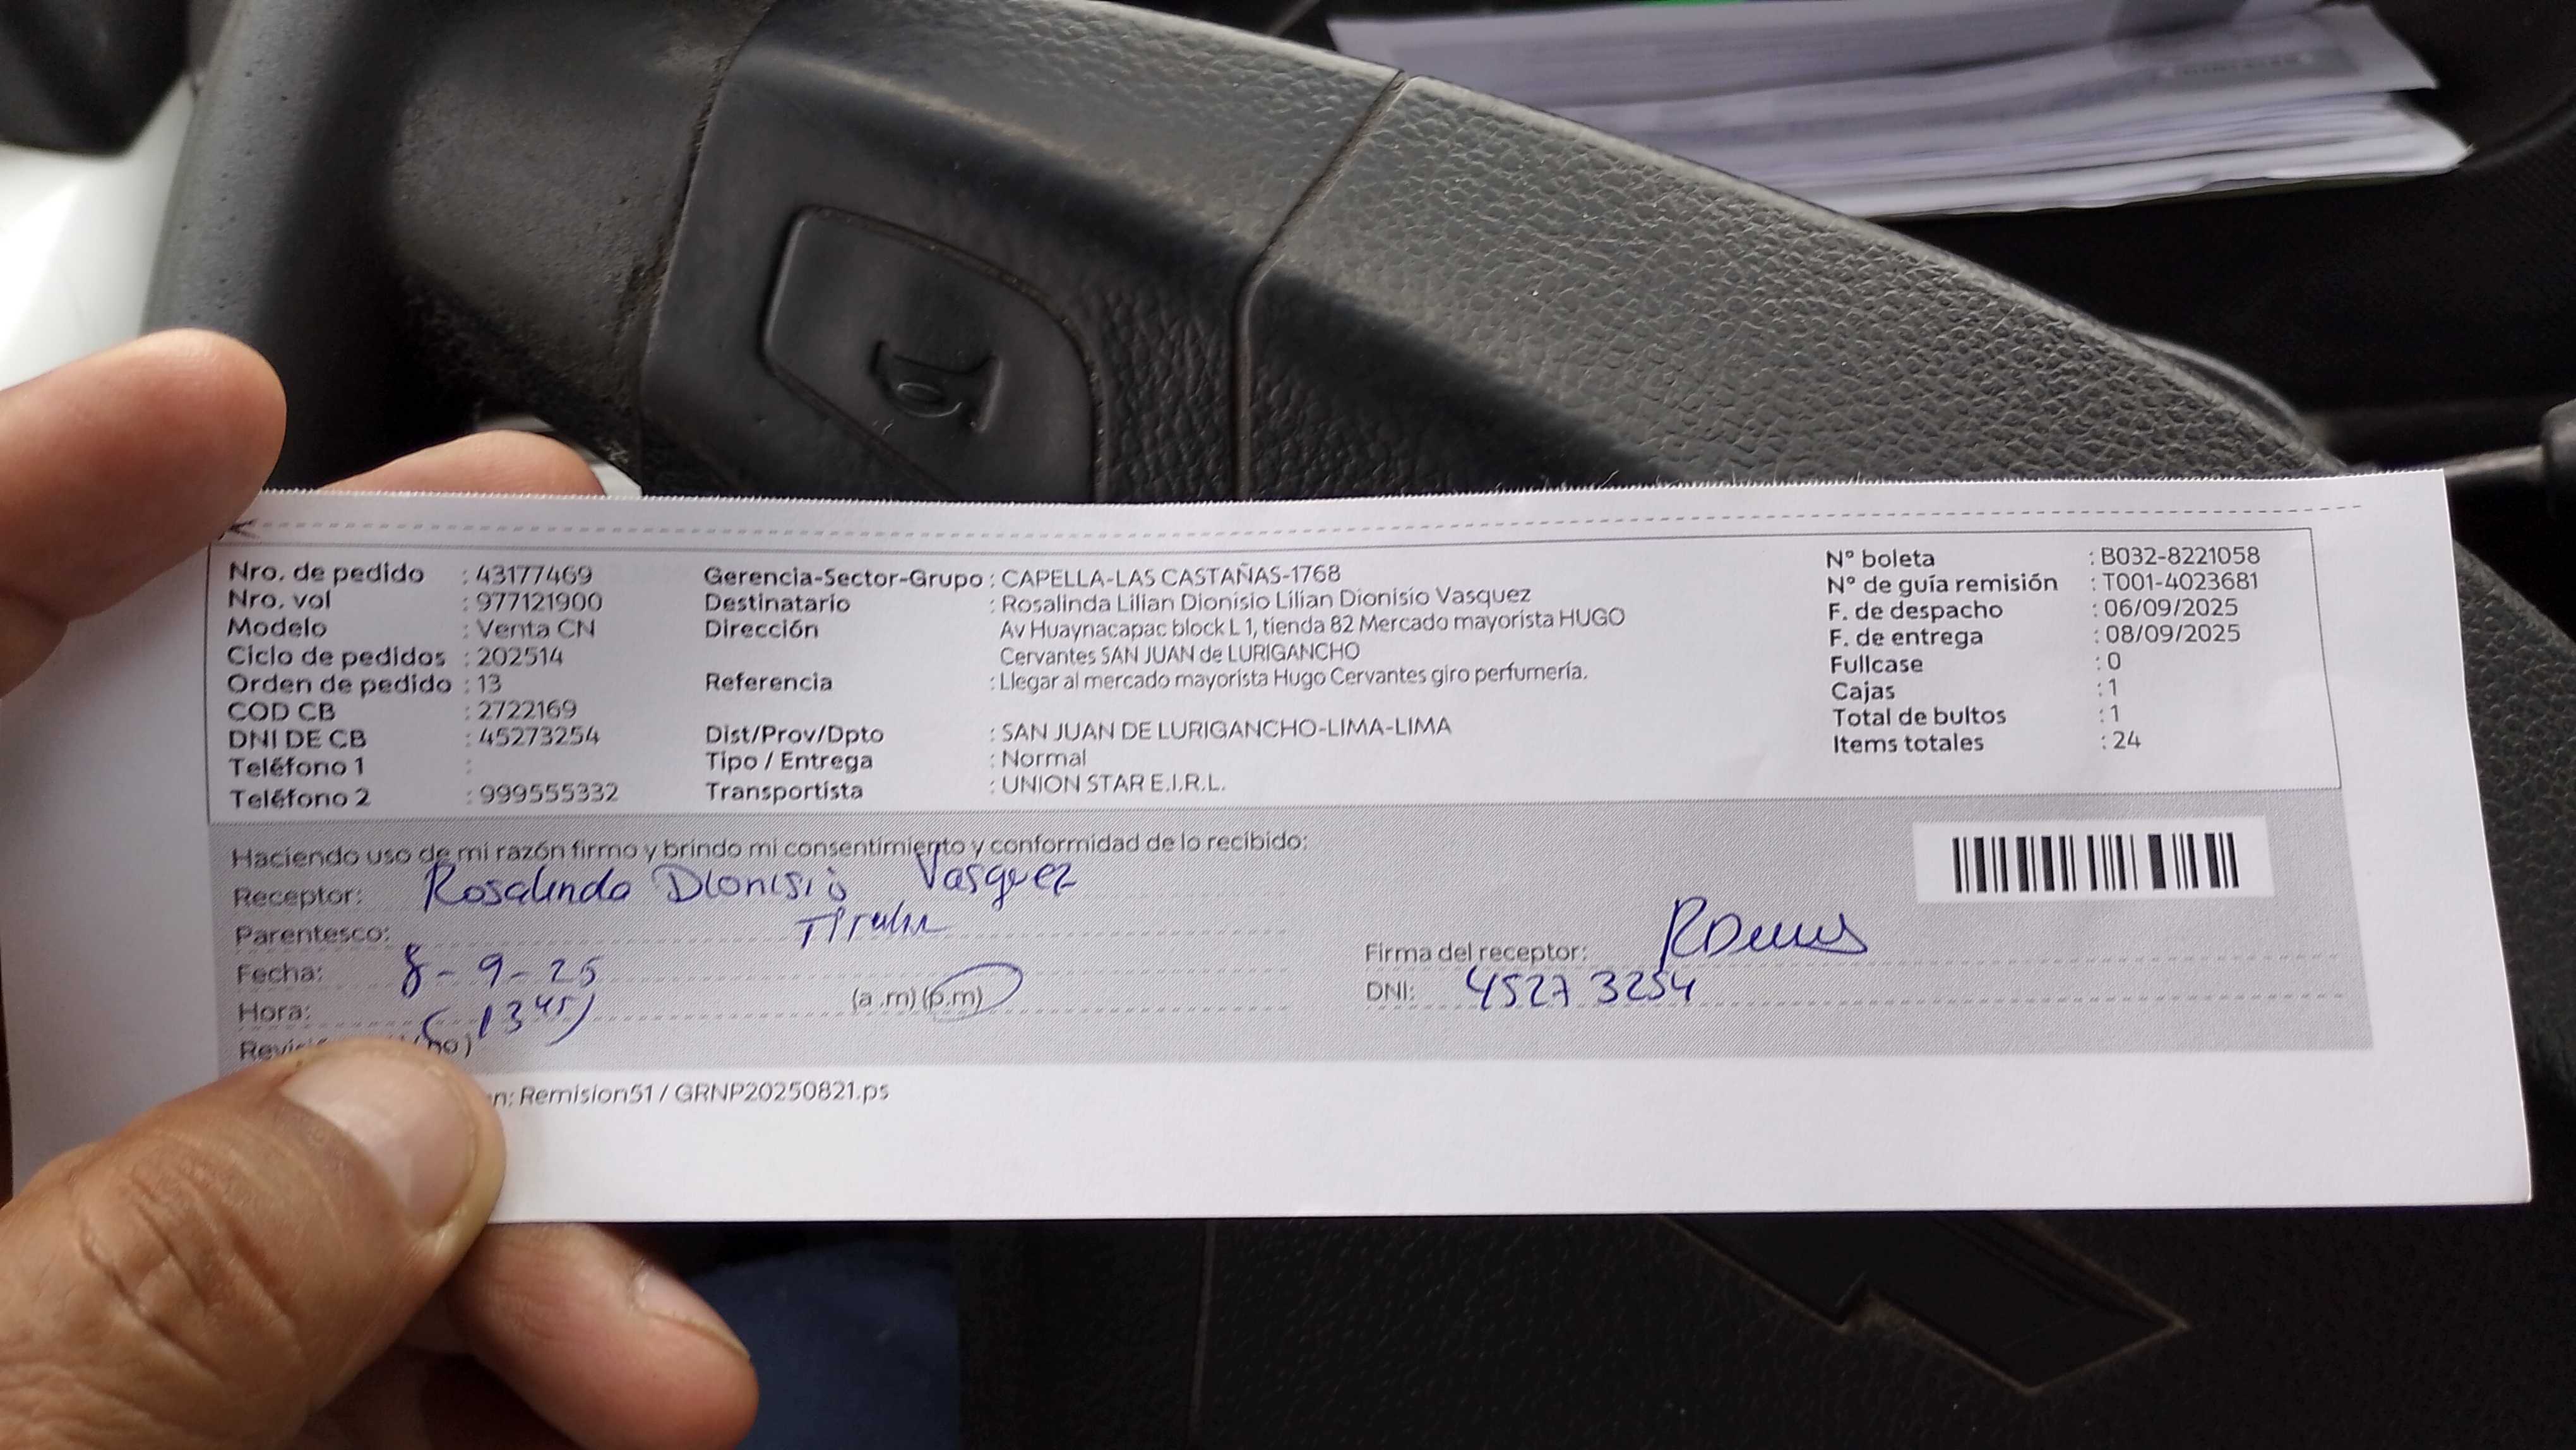 Nro. de pedido : 43177469
Nro. vol : 977121900
Modelo : Venta CN
Ciclo de pedidos : 202514
Orden de pedido : 13
COD CB : 2722169
DNI DE CB : 45273254
Teléfono 1 :
Teléfono 2 : 999555332
Gerencia-Sector-Grupo : CAPELLA-LAS CASTAÑAS-1768
Destinatario : Rosalinda Lilian Dionisio Lilian Dionisio Vasquez
Dirección Av Huaynacapac block L 1, tienda 82 Mercado mayorista HUGO
Cervantes SAN JUAN de LURIGANCHO
Referencia : Llegar al mercado mayorista Hugo Cervantes giro perfumería.
Dist/Prov/Dpto : SAN JUAN DE LURIGANCHO-LIMA-LIMA
Tipo / Entrega : Normal
Transportista : UNION STAR E.I.R.L.
N° boleta : B032-8221058
N° de guía remisión : T001-4023681
F. de despacho : 06/09/2025
F. de entrega : 08/09/2025
Fullcase : 0
Cajas : 1
Total de bultos : 1
Items totales : 24
Haciendo uso de mi razón firmo y brindo mi consentimiento y conformidad de lo recibido:
Receptor: Rosalinda Dionisio Vasquez
Parentesco: Titular
Fecha: 8-9-25
Hora: (13 45) (a .m) (p.m)
no)
Firma del receptor:
DNI: 45273254
n: Remision51 / GRNP20250821.ps